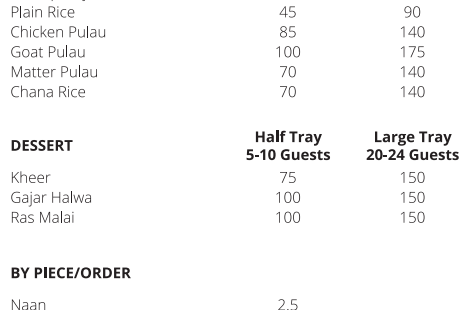 Plain Rice 45 90
Chicken Pulau 85 140
Goat Pulau 100 175
Matter Pulau 70 140
Chana Rice 70 140
DESSERT Half Tray 5-10 Guests Large Tray 20-24 Guests
Kheer 75 150
Gajar Halwa 100 150
Ras Malai 100 150
BY PIECE/ORDER
Naan 2.5